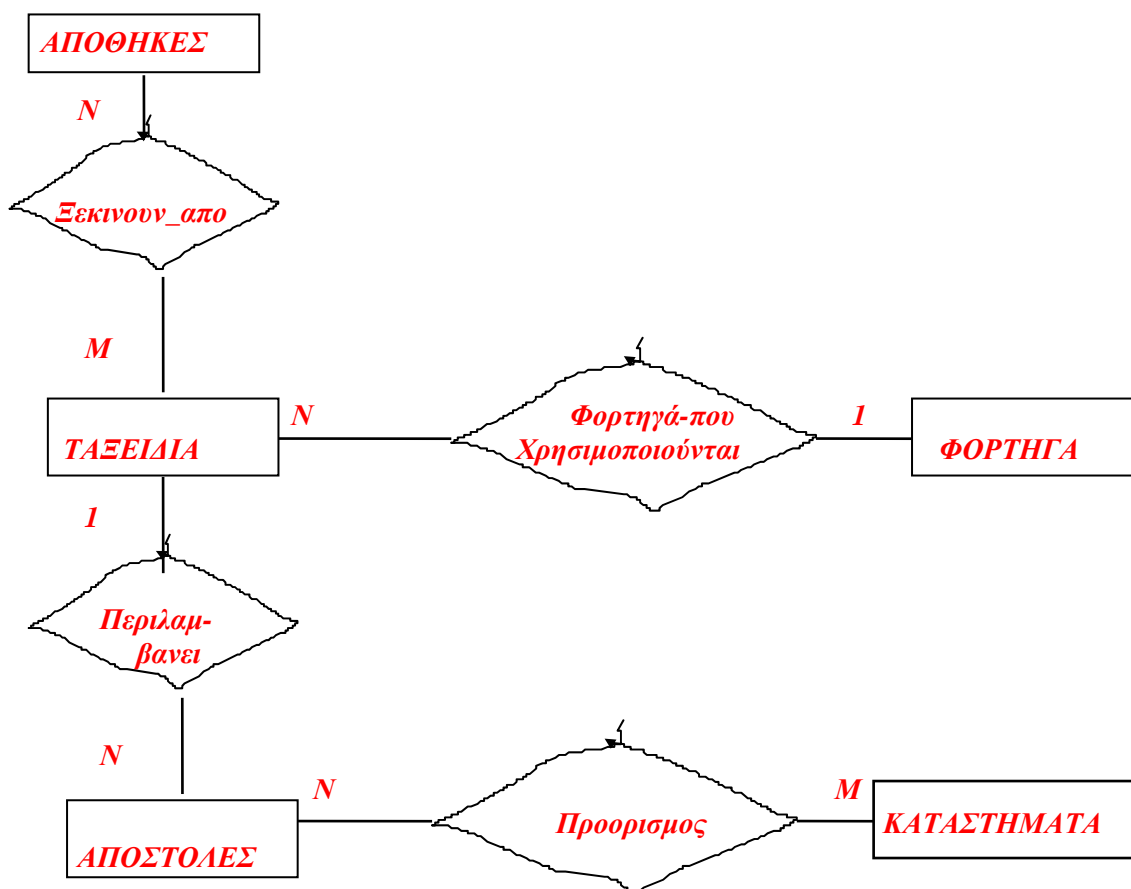 ΑΠΟΘΗΚΕΣ
N
Ξεκινουν_απο
M
ΤΑΞΕΙΔΙΑ
N
Φορτηγά-που
Χρησιμοποιούνται
1
ΦΟΡΤΗΓΑ
1
Περιλαμ-
βανει
N
ΑΠΟΣΤΟΛΕΣ
N
Προορισμος
M
ΚΑΤΑΣΤΗΜΑΤΑ